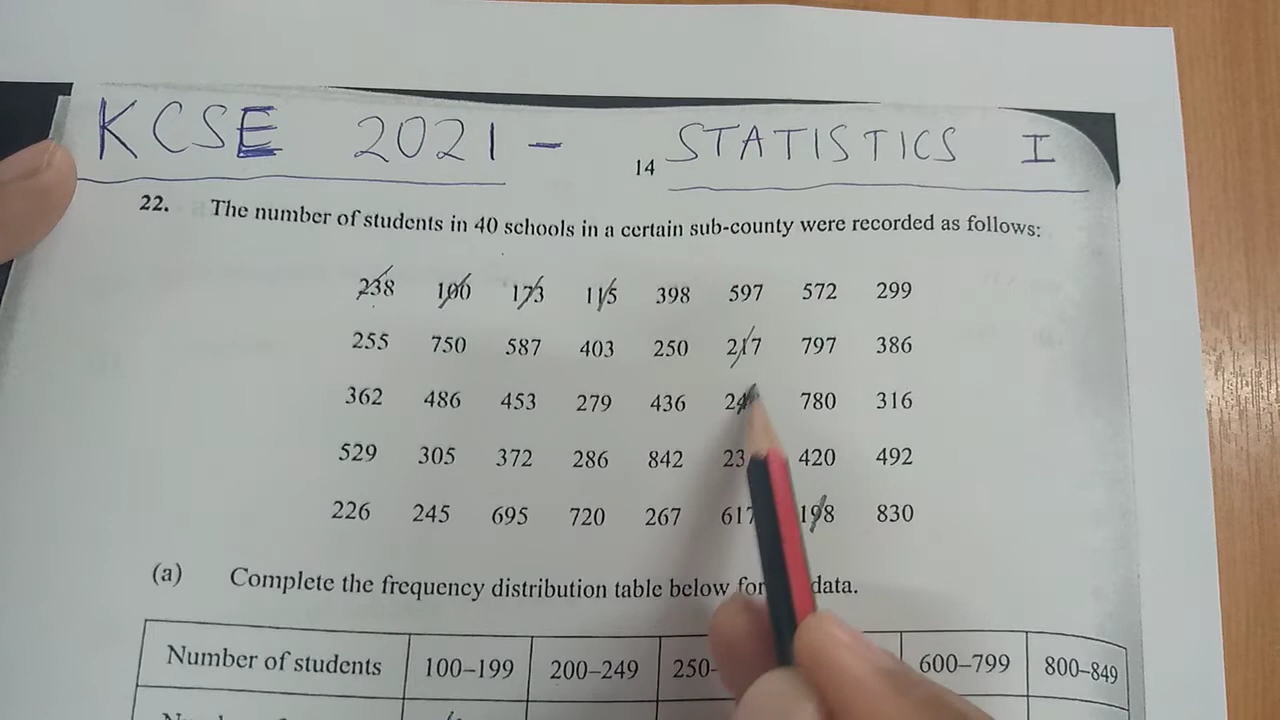 KCSE 2021 - 14 STATISTICS I
22. The number of students in 40 schools in a certain sub-county were recorded as follows:
238 100 173 115 398 597 572 299
255 750 587 403 250 217 797 386
362 486 453 279 436 780 316
529 305 372 286 842 420 492
226 245 695 720 267 617 198 830
(a) Complete the frequency distribution table below for data.
Number of students 100–199 200–249 250– 600–799 800–849